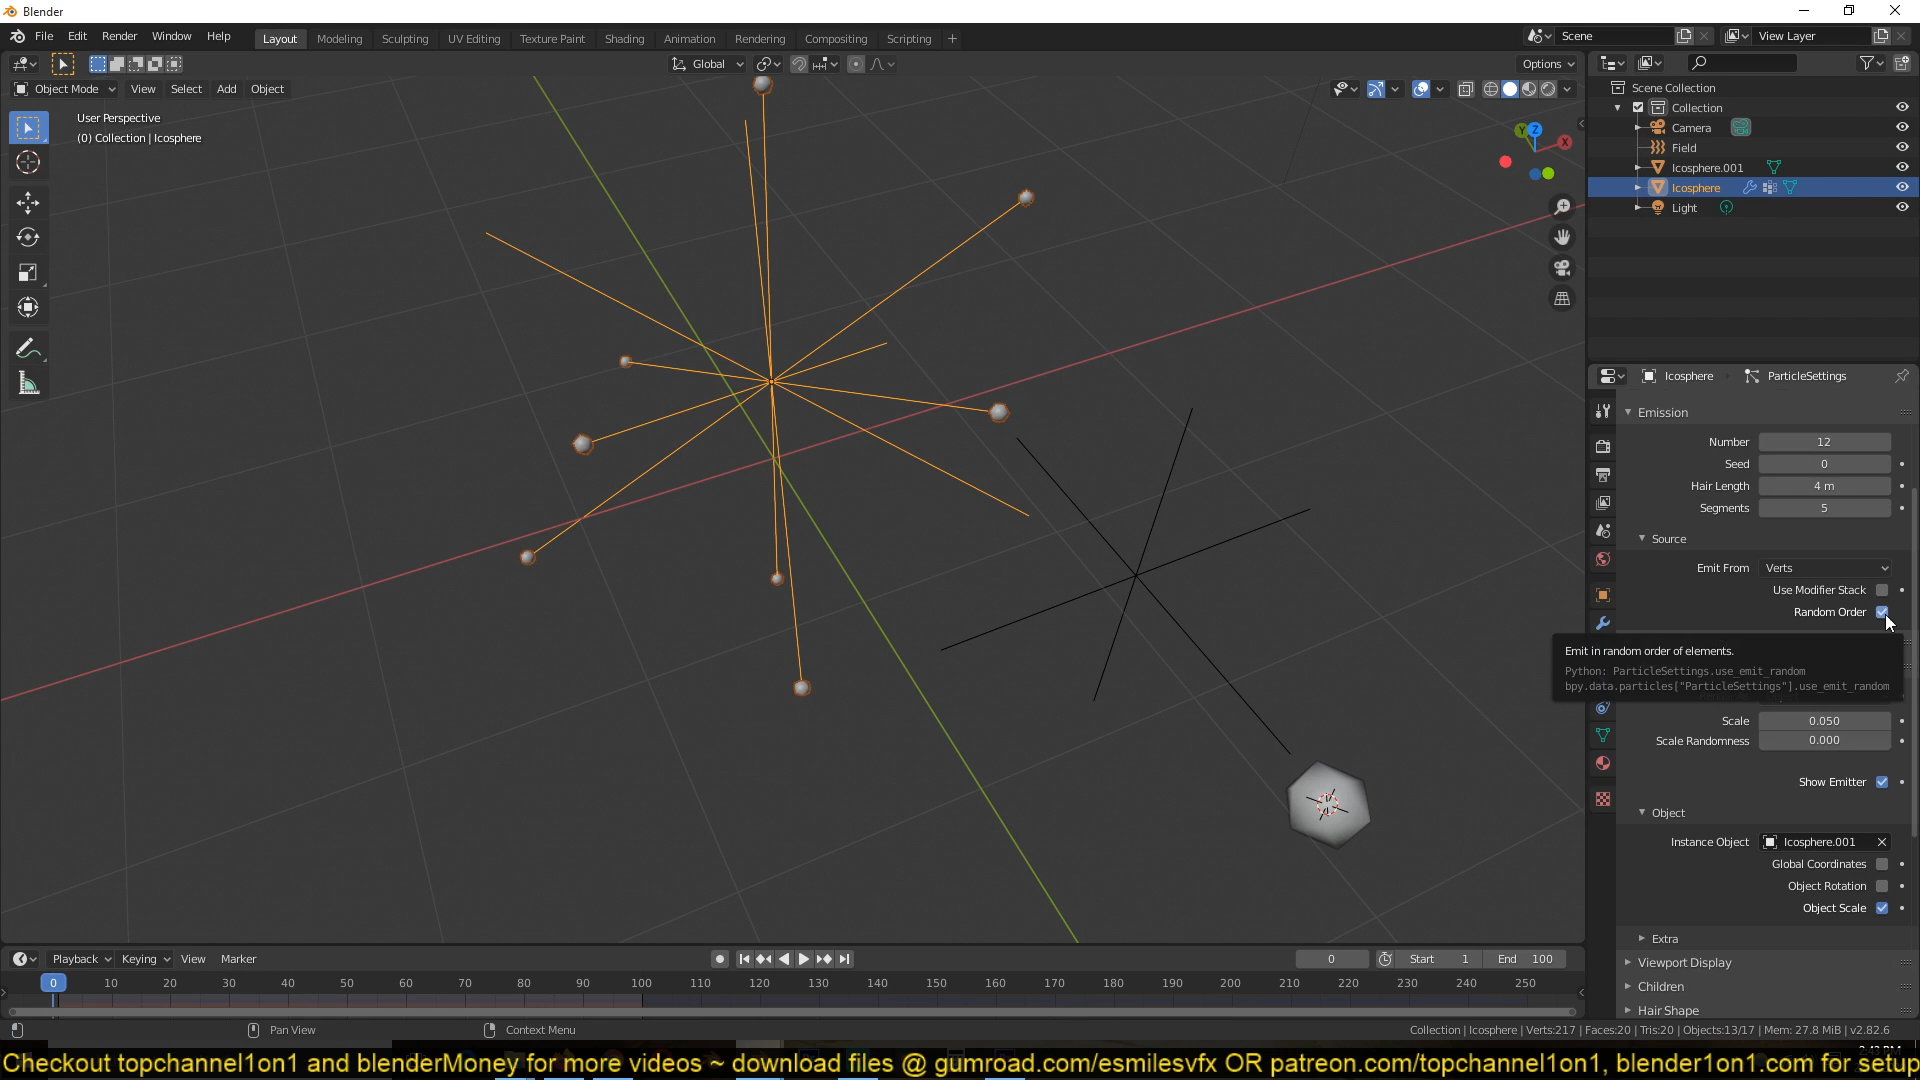 Blender
File Edit Render Window Help
Layout Modeling Sculpting UV Editing Texture Paint Shading Animation Rendering Compositing Scripting +
Scene
View Layer
Global
Options
Object Mode View Select Add Object
User Perspective
(0) Collection | Icosphere
Y Z X
Scene Collection
Collection
Camera
Field
Icosphere.001
Icosphere
Light
Icosphere ParticleSettings
Emission
Number 12
Seed 0
Hair Length 4 m
Segments 5
Source
Emit From Verts
Use Modifier Stack
Random Order
Emit in random order of elements.
Python: ParticleSettings.use_emit_random
bpy.data.particles["ParticleSettings"].use_emit_random
Scale 0.050
Scale Randomness 0.000
Show Emitter
Object
Instance Object Icosphere.001
Global Coordinates
Object Rotation
Object Scale
Extra
Viewport Display
Children
Hair Shape
Playback Keying View Marker
0 Start 1 End 100
0 10 20 30 40 50 60 70 80 90 100 110 120 130 140 150 160 170 180 190 200 210 220 230 240 250
Pan View Context Menu
Collection | Icosphere | Verts:217 | Faces:20 | Tris:20 | Objects:13/17 | Mem: 27.8 MiB | v2.82.6
Checkout topchannel1on1 and blenderMoney for more videos ~ download files @ gumroad.com/esmilesvfx OR patreon.com/topchannel1on1, blender1on1.com for setup